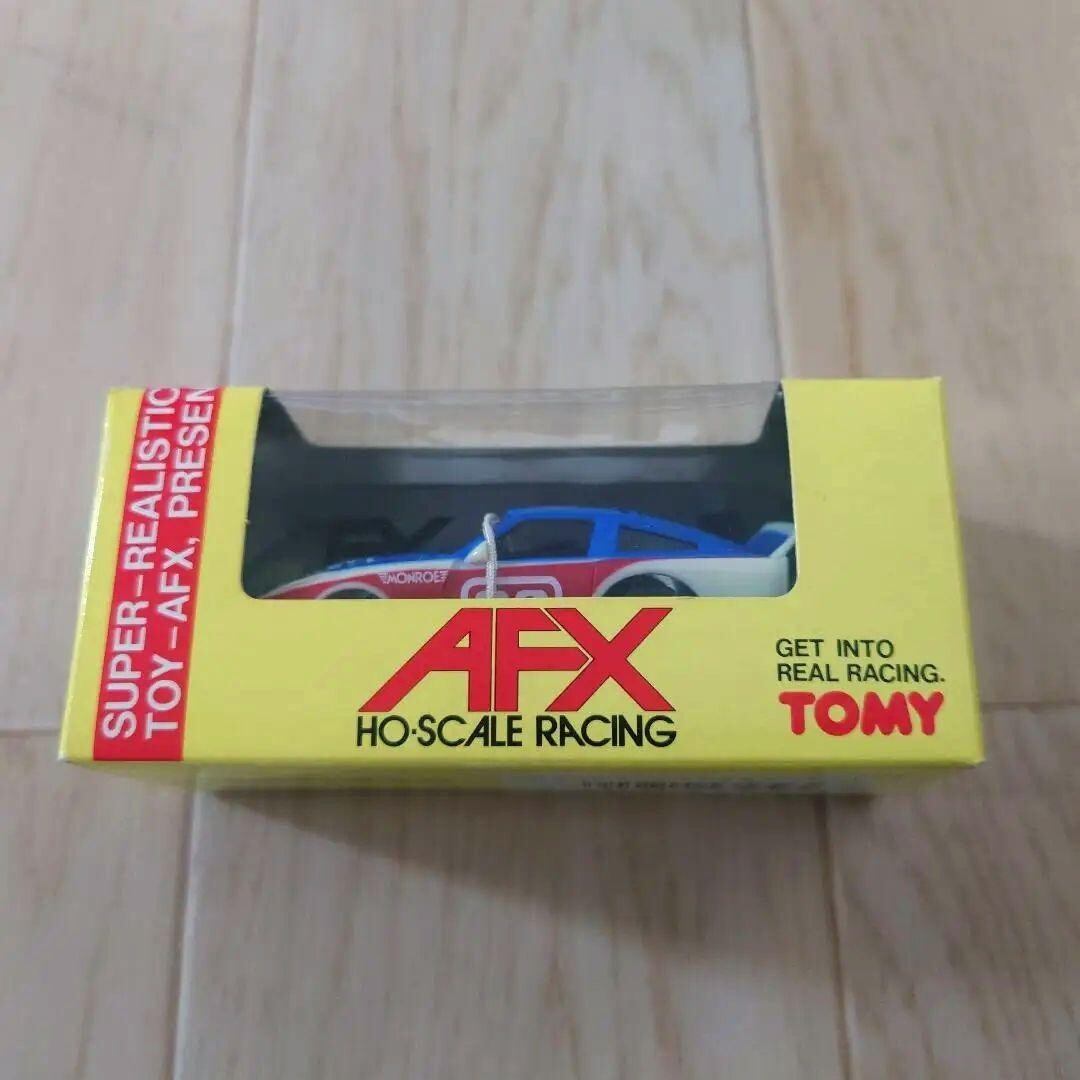 SUPER-REALISTIC
TOY-AFX, PRESEN
MONROE
AFX
HO·SCALE RACING
GET INTO
REAL RACING.
TOMY